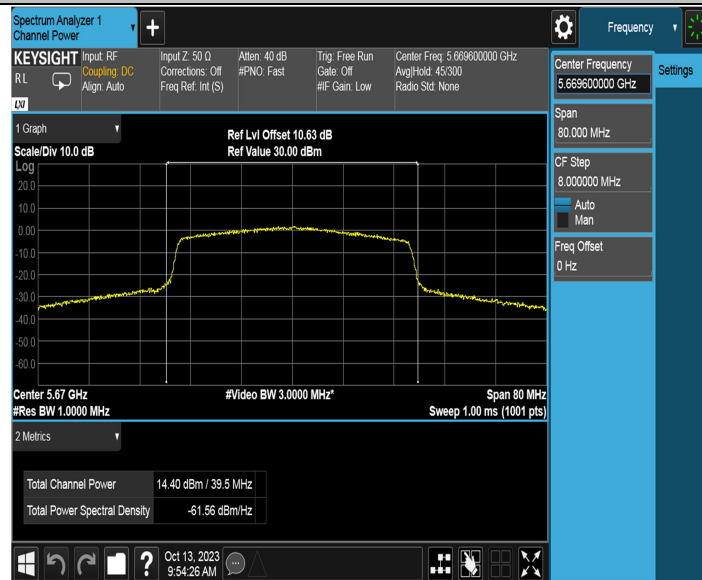 Spectrum Analyzer 1
Channel Power
+
Frequency
KEYSIGHT
RL
LXI
Input: RF
Coupling: DC
Align: Auto
Input Z: 50 Ω
Corrections: Off
Freq Ref: Int (S)
Atten: 40 dB
#PNO: Fast
Trig: Free Run
Gate: Off
#IF Gain: Low
Center Freq: 5.669600000 GHz
Avg|Hold: 45/300
Radio Std: None
Center Frequency
5.669600000 GHz
Settings
Span
80.000 MHz
CF Step
8.000000 MHz
Auto
Man
Freq Offset
0 Hz
1 Graph
Scale/Div 10.0 dB
Ref Lvl Offset 10.63 dB
Ref Value 30.00 dBm
Log
20.0
10.0
0.00
-10.0
-20.0
-30.0
-40.0
-50.0
-60.0
Center 5.67 GHz
#Video BW 3.0000 MHz*
Span 80 MHz
#Res BW 1.0000 MHz
Sweep 1.00 ms (1001 pts)
2 Metrics
Total Channel Power 14.40 dBm / 39.5 MHz
Total Power Spectral Density -61.56 dBm/Hz
?
Oct 13, 2023
9:54:26 AM